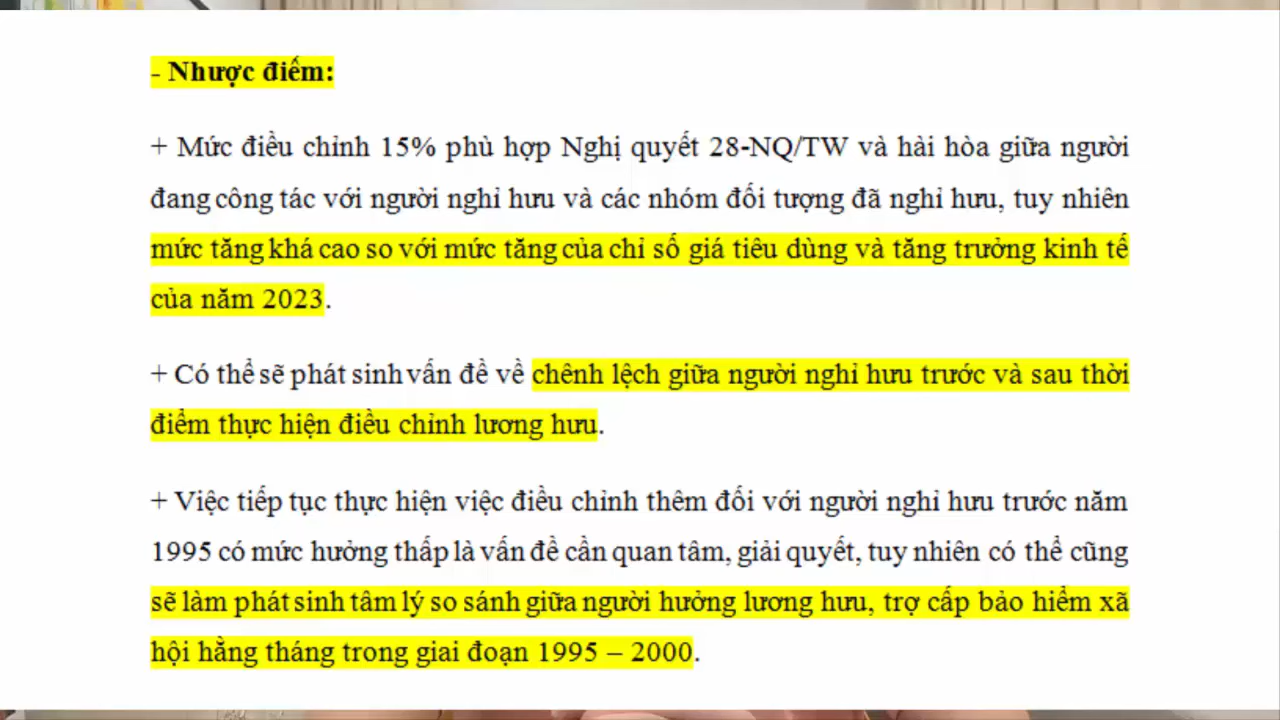 - Nhược điểm:
+ Mức điều chỉnh 15% phù hợp Nghị quyết 28-NQ/TW và hài hòa giữa người
đang công tác với người nghỉ hưu và các nhóm đối tượng đã nghỉ hưu, tuy nhiên
mức tăng khá cao so với mức tăng của chỉ số giá tiêu dùng và tăng trưởng kinh tế
của năm 2023.
+ Có thể sẽ phát sinh vấn đề về chênh lệch giữa người nghỉ hưu trước và sau thời
điểm thực hiện điều chỉnh lương hưu.
+ Việc tiếp tục thực hiện việc điều chỉnh thêm đối với người nghỉ hưu trước năm
1995 có mức hưởng thấp là vấn đề cần quan tâm, giải quyết, tuy nhiên có thể cũng
sẽ làm phát sinh tâm lý so sánh giữa người hưởng lương hưu, trợ cấp bảo hiểm xã
hội hằng tháng trong giai đoạn 1995 – 2000.